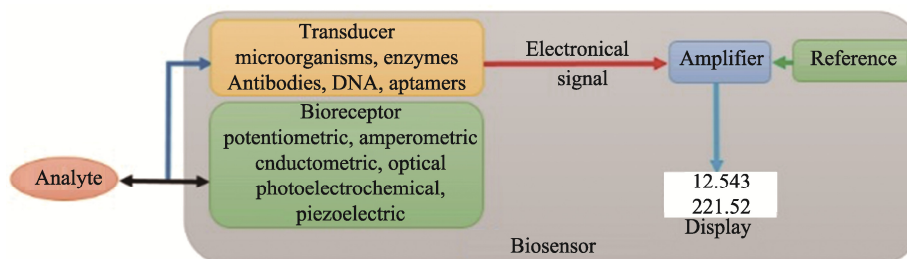 Transducer
microorganisms, enzymes
Antibodies, DNA, aptamers
Bioreceptor
potentiometric, amperometric
cnductometric, optical
photoelectrochemical,
piezoelectric
Analyte
Electronical
signal
Amplifier
Reference
12.543
221.52
Display
Biosensor